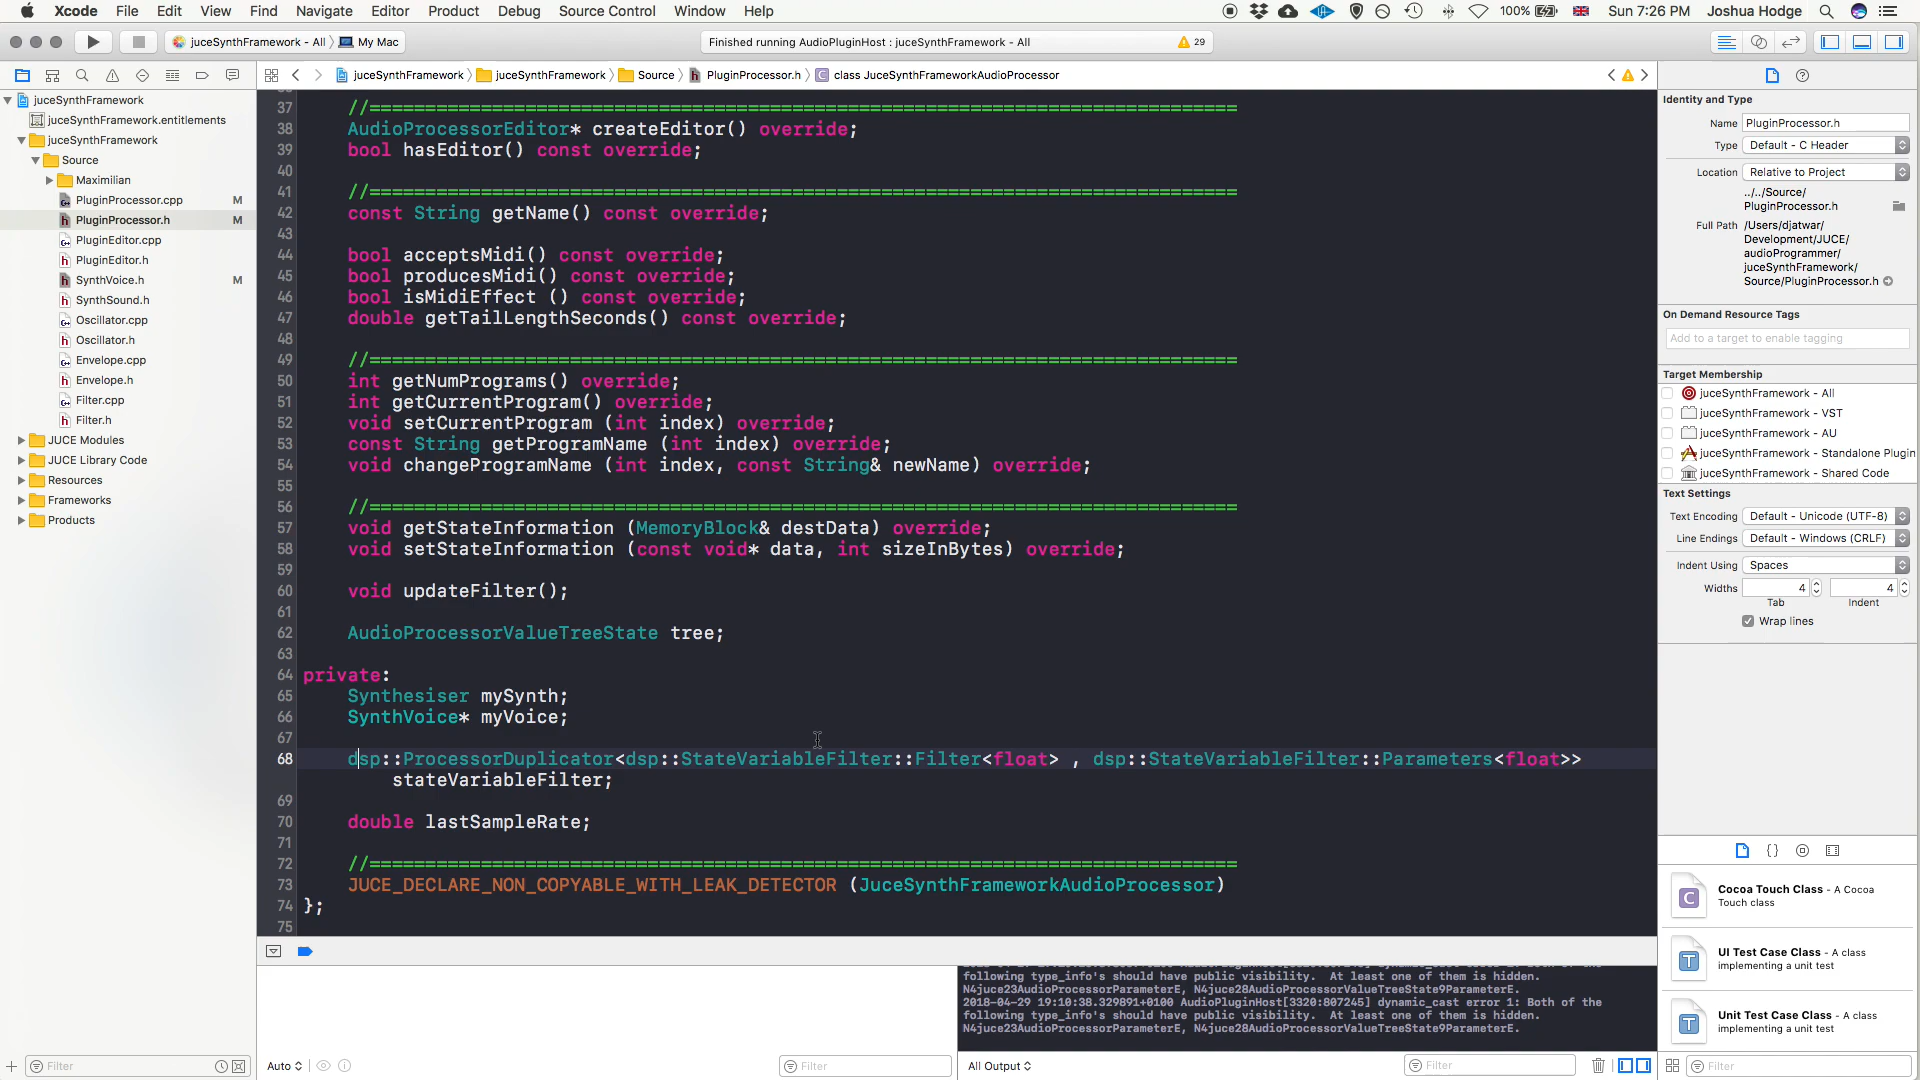 Xcode File Edit View Find Navigate Editor Product Debug Source Control Window Help 100% Sun 7:26 PM Joshua Hodge
juceSynthFramework - All My Mac Finished running AudioPluginHost : juceSynthFramework - All 29
juceSynthFramework juceSynthFramework Source PluginProcessor.h class JuceSynthFrameworkAudioProcessor
juceSynthFramework
juceSynthFramework.entitlements
juceSynthFramework
Source
Maximilian
PluginProcessor.cpp M
PluginProcessor.h M
PluginEditor.cpp
PluginEditor.h
SynthVoice.h M
SynthSound.h
Oscillator.cpp
Oscillator.h
Envelope.cpp
Envelope.h
Filter.cpp
Filter.h
JUCE Modules
JUCE Library Code
Resources
Frameworks
Products
Filter
37 //==============================================================================
38 AudioProcessorEditor* createEditor() override;
39 bool hasEditor() const override;
40
41 //==============================================================================
42 const String getName() const override;
43
44 bool acceptsMidi() const override;
45 bool producesMidi() const override;
46 bool isMidiEffect () const override;
47 double getTailLengthSeconds() const override;
48
49 //==============================================================================
50 int getNumPrograms() override;
51 int getCurrentProgram() override;
52 void setCurrentProgram (int index) override;
53 const String getProgramName (int index) override;
54 void changeProgramName (int index, const String& newName) override;
55
56 //==============================================================================
57 void getStateInformation (MemoryBlock& destData) override;
58 void setStateInformation (const void* data, int sizeInBytes) override;
59
60 void updateFilter();
61
62 AudioProcessorValueTreeState tree;
63
64 private:
65 Synthesiser mySynth;
66 SynthVoice* myVoice;
67
68 dsp::ProcessorDuplicator<dsp::StateVariableFilter::Filter<float> , dsp::StateVariableFilter::Parameters<float>>
stateVariableFilter;
69
70 double lastSampleRate;
71
72 //==============================================================================
73 JUCE_DECLARE_NON_COPYABLE_WITH_LEAK_DETECTOR (JuceSynthFrameworkAudioProcessor)
74 };
75
following type_info's should have public visibility. At least one of them is hidden.
N4juce23AudioProcessorParameterE, N4juce28AudioProcessorValueTreeState9ParameterE.
2018-04-29 19:10:38.329891+0100 AudioPluginHost[3320:807245] dynamic_cast error 1: Both of the
following type_info's should have public visibility. At least one of them is hidden.
N4juce23AudioProcessorParameterE, N4juce28AudioProcessorValueTreeState9ParameterE.
Auto Filter All Output Filter
Identity and Type
Name PluginProcessor.h
Type Default - C Header
Location Relative to Project
../../Source/
PluginProcessor.h
Full Path /Users/djatwar/
Development/JUCE/
audioProgrammer/
juceSynthFramework/
Source/PluginProcessor.h
On Demand Resource Tags
Add to a target to enable tagging
Target Membership
juceSynthFramework - All
juceSynthFramework - VST
juceSynthFramework - AU
juceSynthFramework - Standalone Plugin
juceSynthFramework - Shared Code
Text Settings
Text Encoding Default - Unicode (UTF-8)
Line Endings Default - Windows (CRLF)
Indent Using Spaces
Widths 4 4
Tab Indent
Wrap lines
Cocoa Touch Class - A Cocoa
Touch class
UI Test Case Class - A class
implementing a unit test
Unit Test Case Class - A class
implementing a unit test
Filter